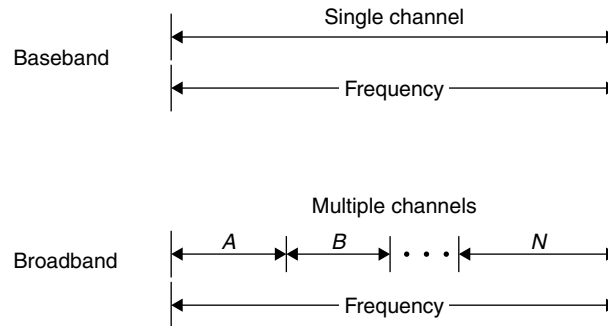 Single channel
Baseband
Frequency
Multiple channels
A B • • • N
Broadband
Frequency